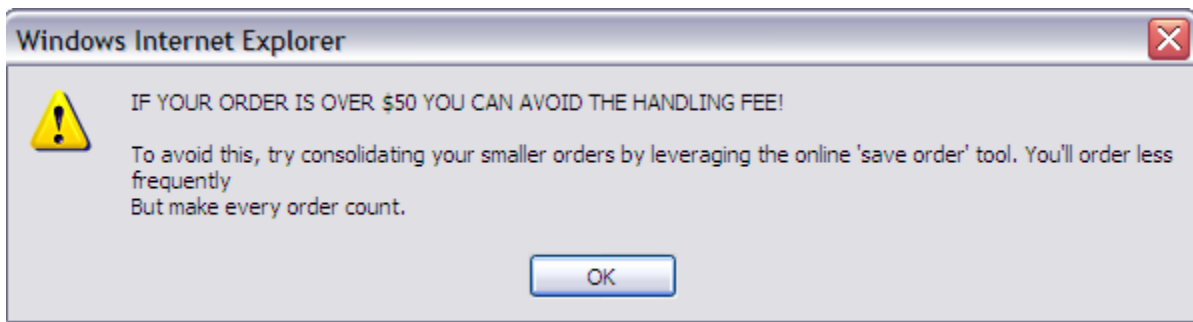 Windows Internet Explorer
IF YOUR ORDER IS OVER $50 YOU CAN AVOID THE HANDLING FEE!
To avoid this, try consolidating your smaller orders by leveraging the online 'save order' tool. You'll order less
frequently
But make every order count.
OK